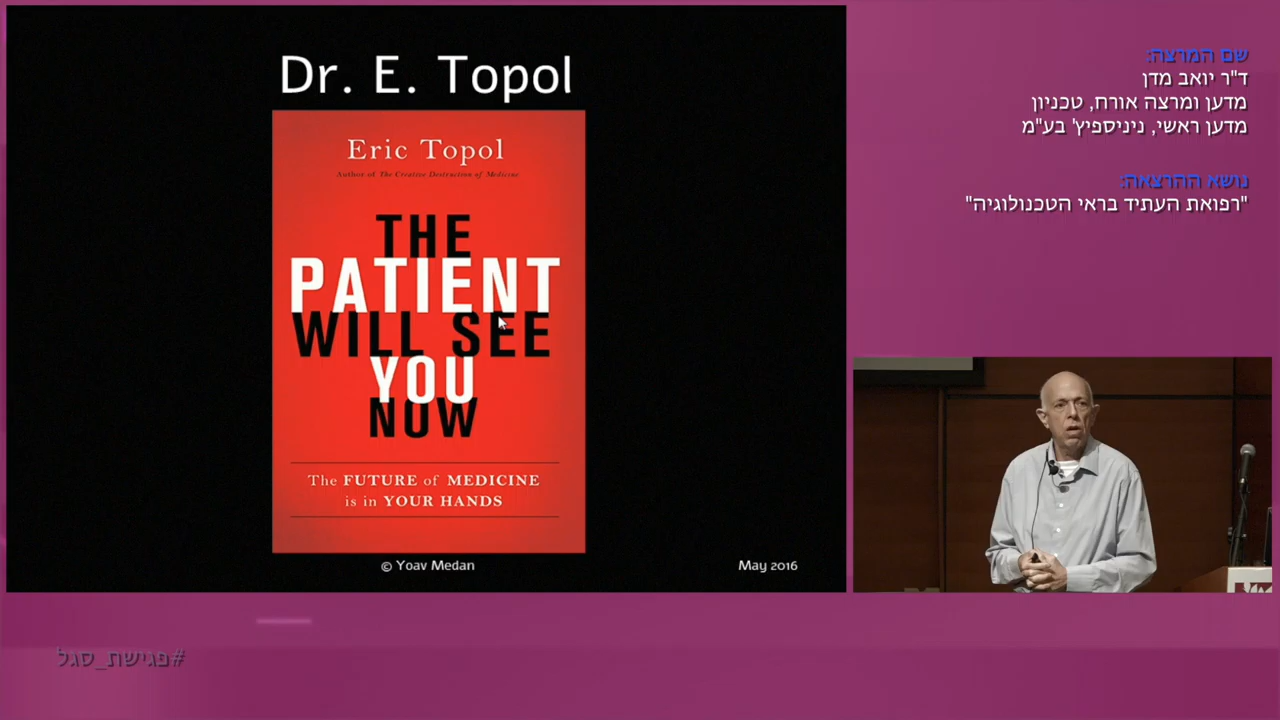 Dr. E. Topol
Eric Topol
Author of The Creative Destruction of Medicine
THE
PATIENT
WILL SEE
YOU
NOW
The FUTURE of MEDICINE
is in YOUR HANDS
© Yoav Medan
May 2016
שם המרצה:
ד"ר יואב מדן
מדען ומרצה אורח, טכניון
מדען ראשי, ניניספיץ' בע"מ
נושא ההרצאה:
"רפואת העתיד בראי הטכנולוגיה"
#פגישת_סגל